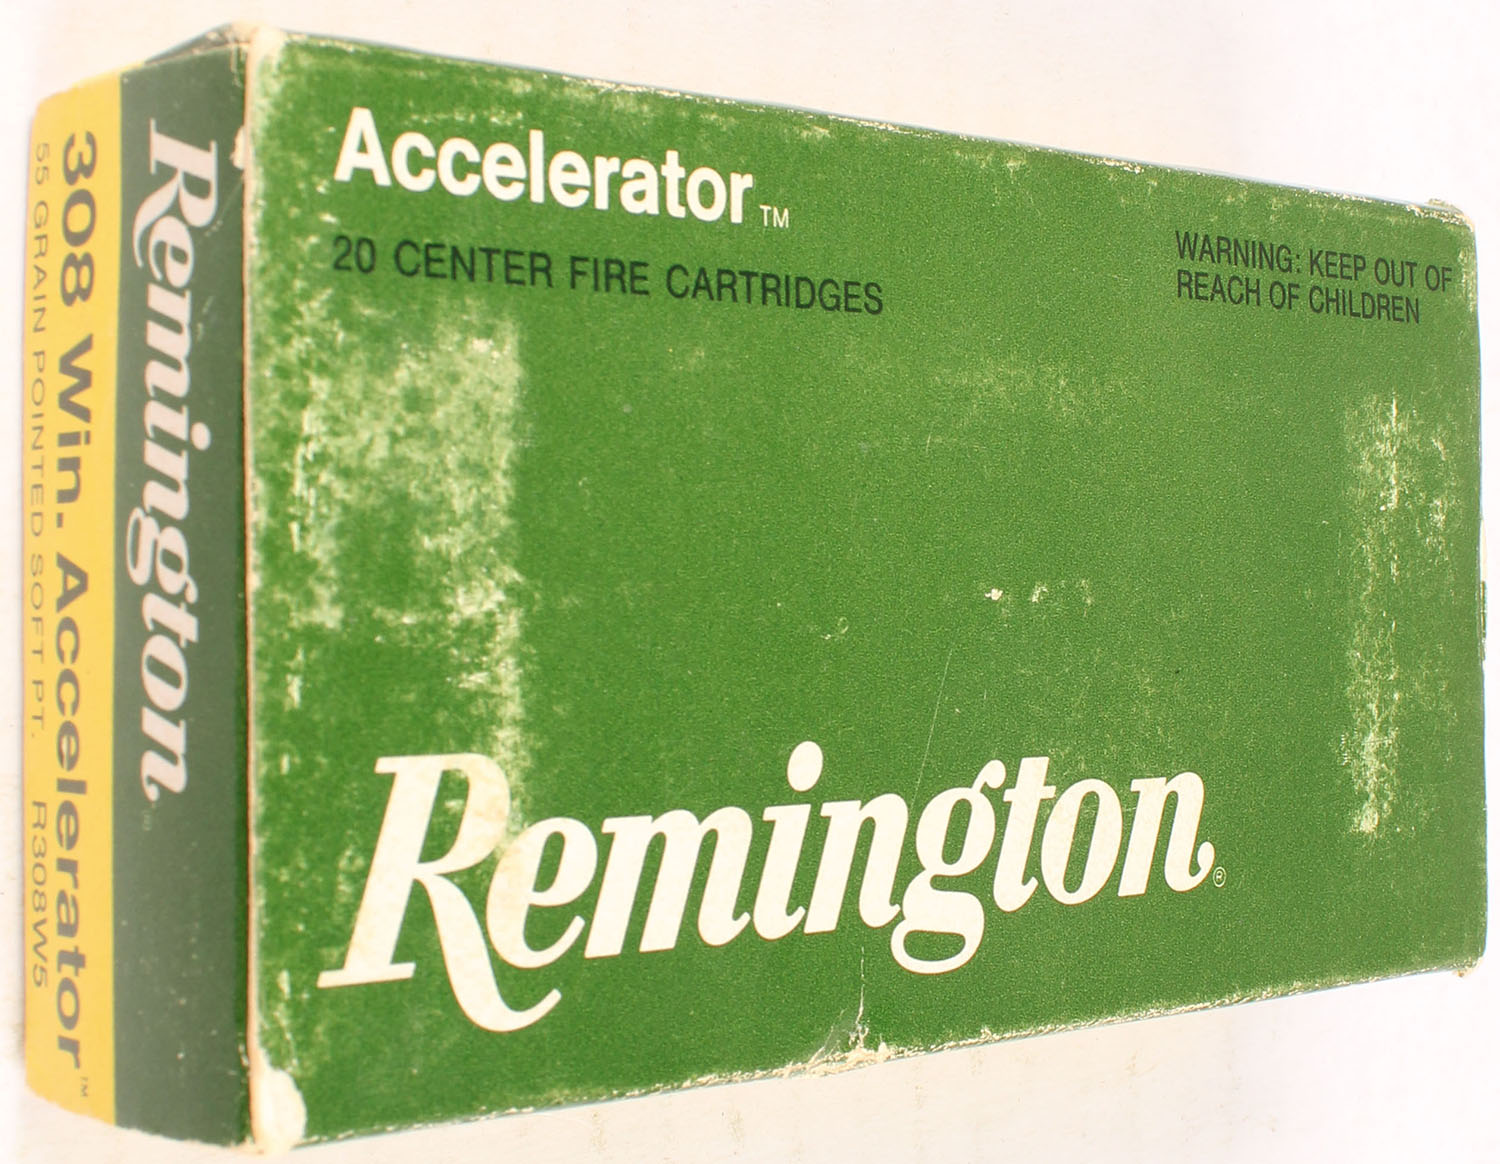 Accelerator™
20 CENTER FIRE CARTRIDGES
WARNING: KEEP OUT OF
REACH OF CHILDREN
Remington®
Remington®
308 Win. Accelerator™
55 GRAIN POINTED SOFT PT. R308W5